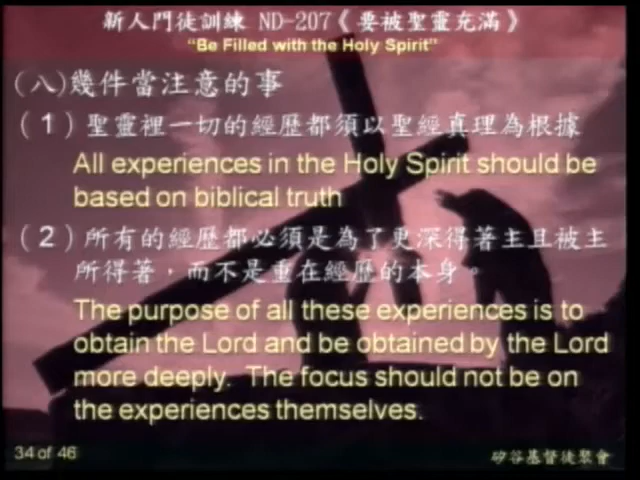 新人門徒訓練 ND-207《要被聖靈充滿》
“Be Filled with the Holy Spirit”
(八)幾件當注意的事
(1)聖靈裡一切的經歷都須以聖經真理為根據
All experiences in the Holy Spirit should be
based on biblical truth
(2)所有的經歷都必須是為了更深得著主且被主
所得著，而不是重在經歷的本身。
The purpose of all these experiences is to
obtain the Lord and be obtained by the Lord
more deeply. The focus should not be on
the experiences themselves.
34 of 46
矽谷基督徒聚會